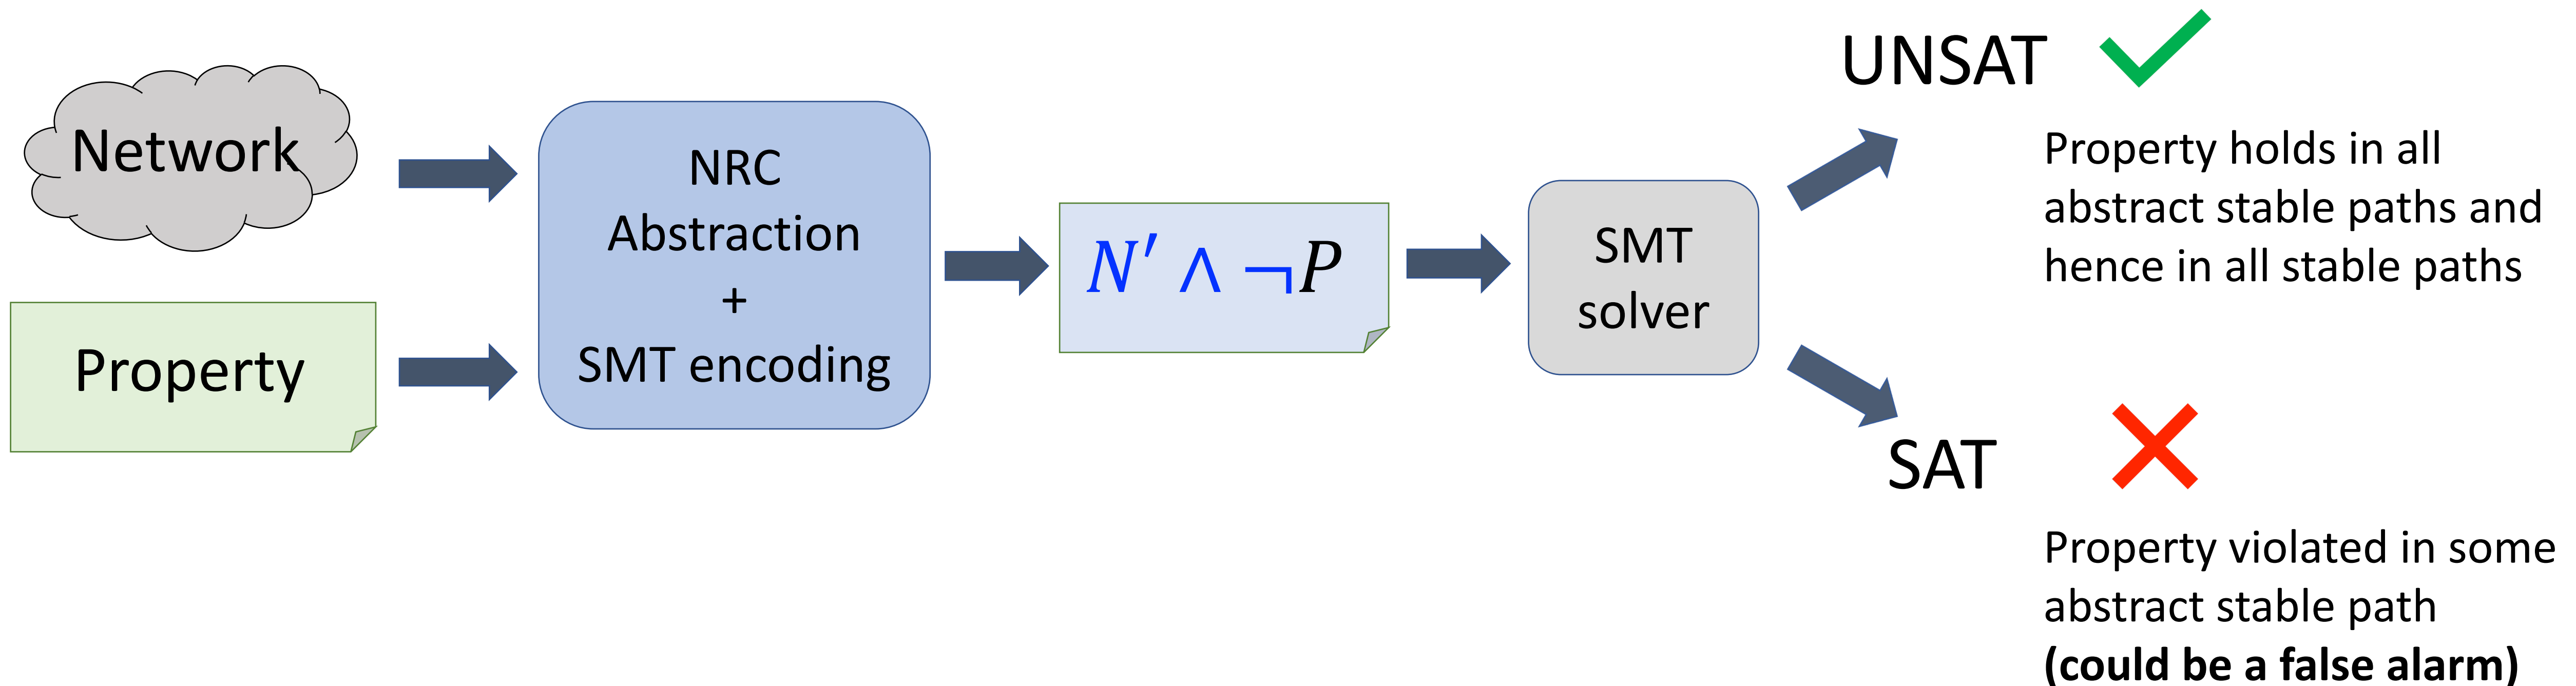 Network
Property
NRC
Abstraction
+
SMT encoding
N′ ∧ ¬P
SMT
solver
UNSAT
Property holds in all
abstract stable paths and
hence in all stable paths
SAT
Property violated in some
abstract stable path
(could be a false alarm)